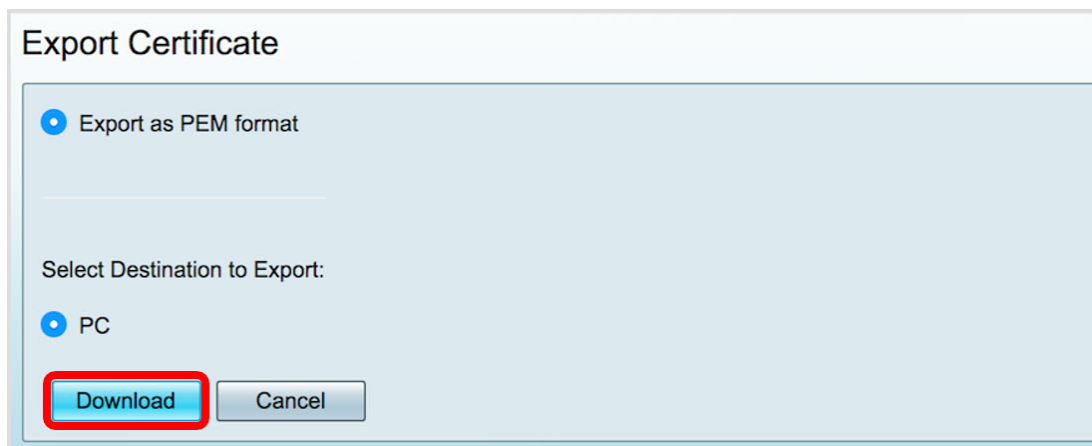 Export Certificate
Export as PEM format
Select Destination to Export:
PC
Download Cancel